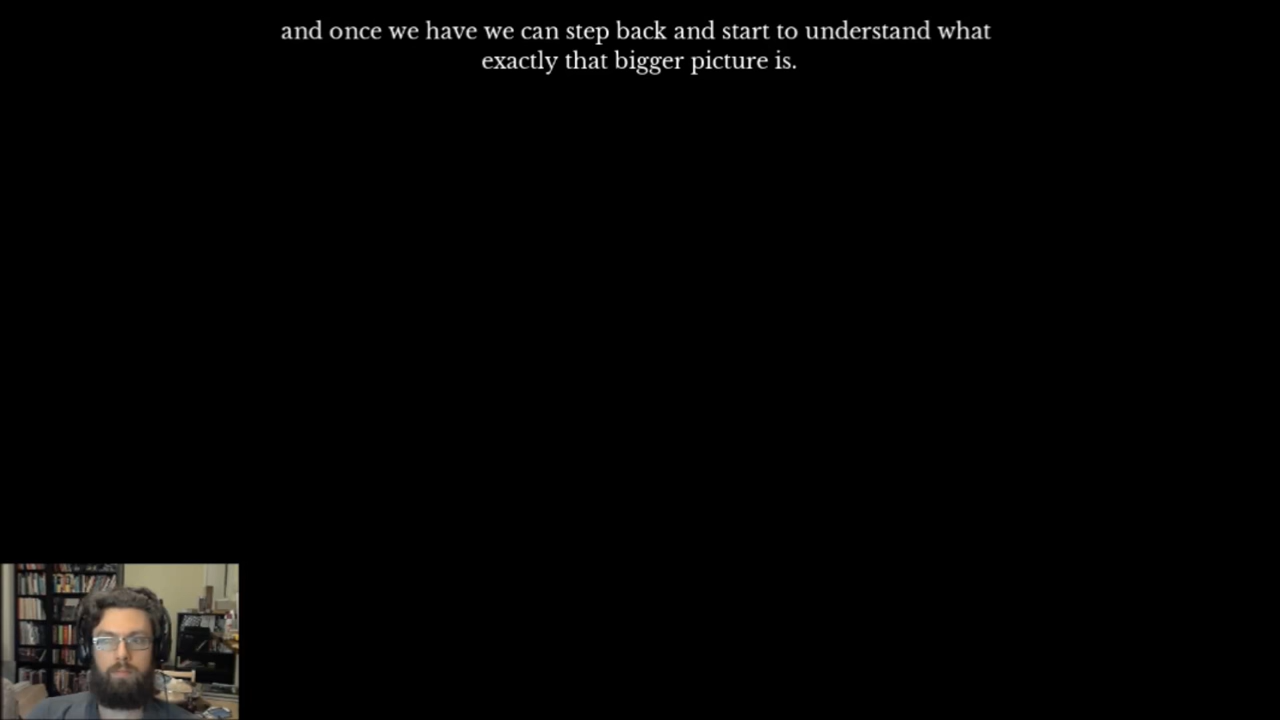 and once we have we can step back and start to understand what
exactly that bigger picture is.